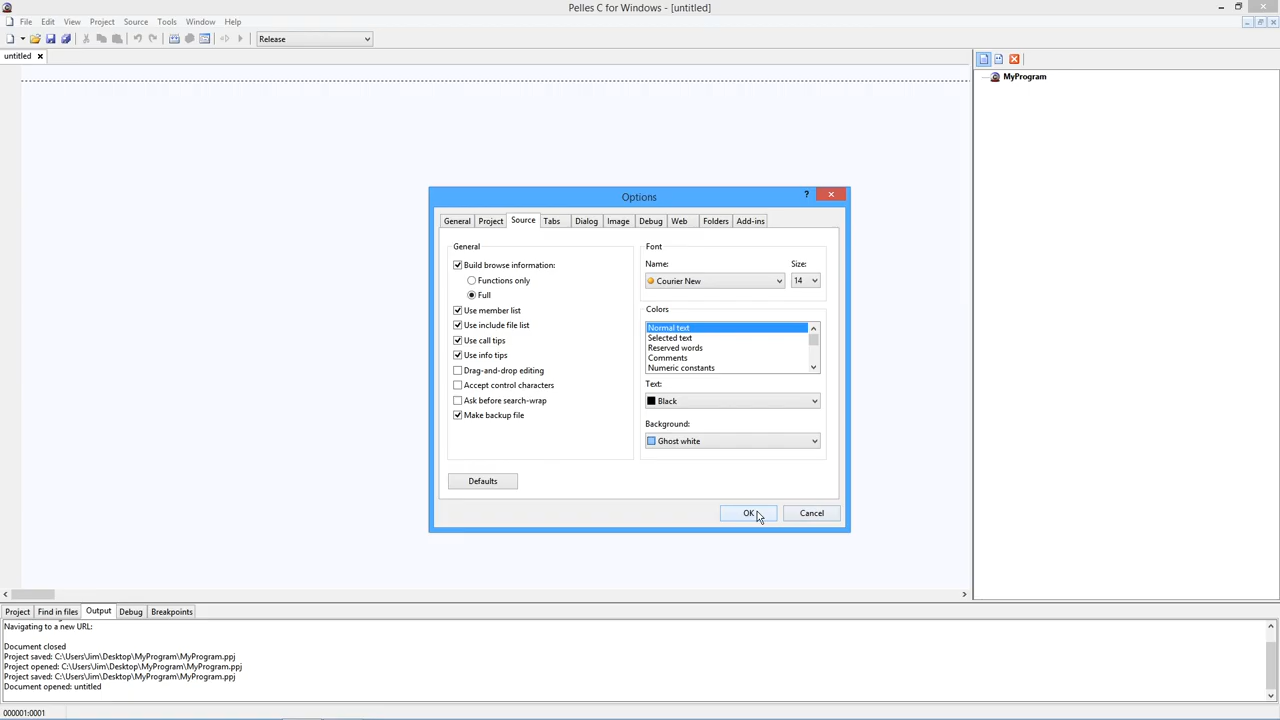 Pelles C for Windows - [untitled]
File Edit View Project Source Tools Window Help
Release
untitled
MyProgram
Options
General Project Source Tabs Dialog Image Debug Web Folders Add-ins
General
Build browse information:
Functions only
Full
Use member list
Use include file list
Use call tips
Use info tips
Drag-and-drop editing
Accept control characters
Ask before search-wrap
Make backup file
Defaults
Font
Name: Size:
Courier New 14
Colors
Normal text
Selected text
Reserved words
Comments
Numeric constants
Text:
Black
Background:
Ghost white
OK Cancel
Project Find in files Output Debug Breakpoints
Navigating to a new URL:
Document closed
Project saved: C:\Users\Jim\Desktop\MyProgram\MyProgram.ppj
Project opened: C:\Users\Jim\Desktop\MyProgram\MyProgram.ppj
Project saved: C:\Users\Jim\Desktop\MyProgram\MyProgram.ppj
Document opened: untitled
000001:0001